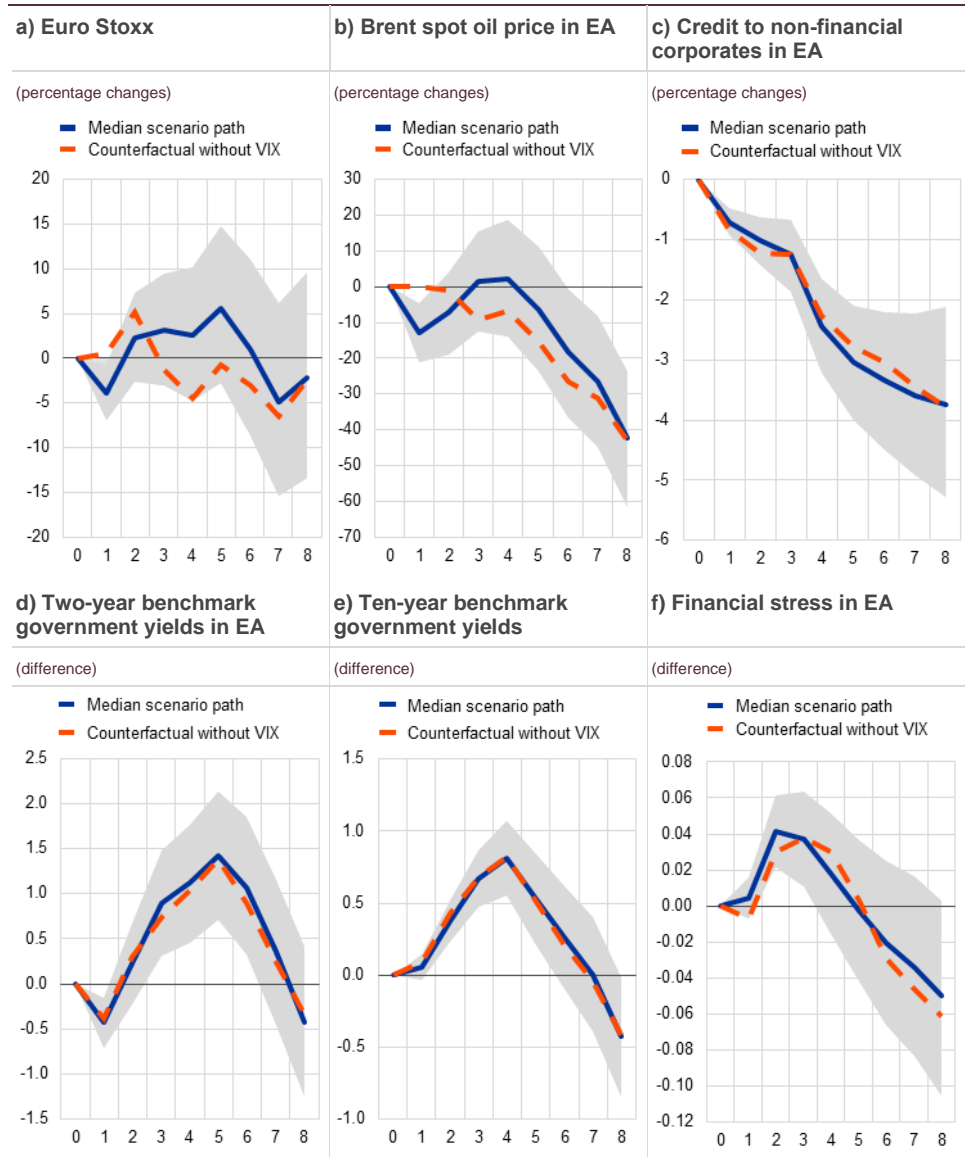 a) Euro Stoxx
(percentage changes)
Median scenario path
Counterfactual without VIX
20
15
10
5
0
-5
-10
-15
-20
0 1 2 3 4 5 6 7 8
b) Brent spot oil price in EA
(percentage changes)
Median scenario path
Counterfactual without VIX
30
20
10
0
-10
-20
-30
-40
-50
-60
-70
0 1 2 3 4 5 6 7 8
c) Credit to non-financial
corporates in EA
(percentage changes)
Median scenario path
Counterfactual without VIX
0
-1
-2
-3
-4
-5
-6
0 1 2 3 4 5 6 7 8
d) Two-year benchmark
government yields in EA
(difference)
Median scenario path
Counterfactual without VIX
2.5
2.0
1.5
1.0
0.5
0.0
-0.5
-1.0
-1.5
0 1 2 3 4 5 6 7 8
e) Ten-year benchmark
government yields
(difference)
Median scenario path
Counterfactual without VIX
1.5
1.0
0.5
0.0
-0.5
-1.0
0 1 2 3 4 5 6 7 8
f) Financial stress in EA
(difference)
Median scenario path
Counterfactual without VIX
0.08
0.06
0.04
0.02
0.00
-0.02
-0.04
-0.06
-0.08
-0.10
-0.12
0 1 2 3 4 5 6 7 8